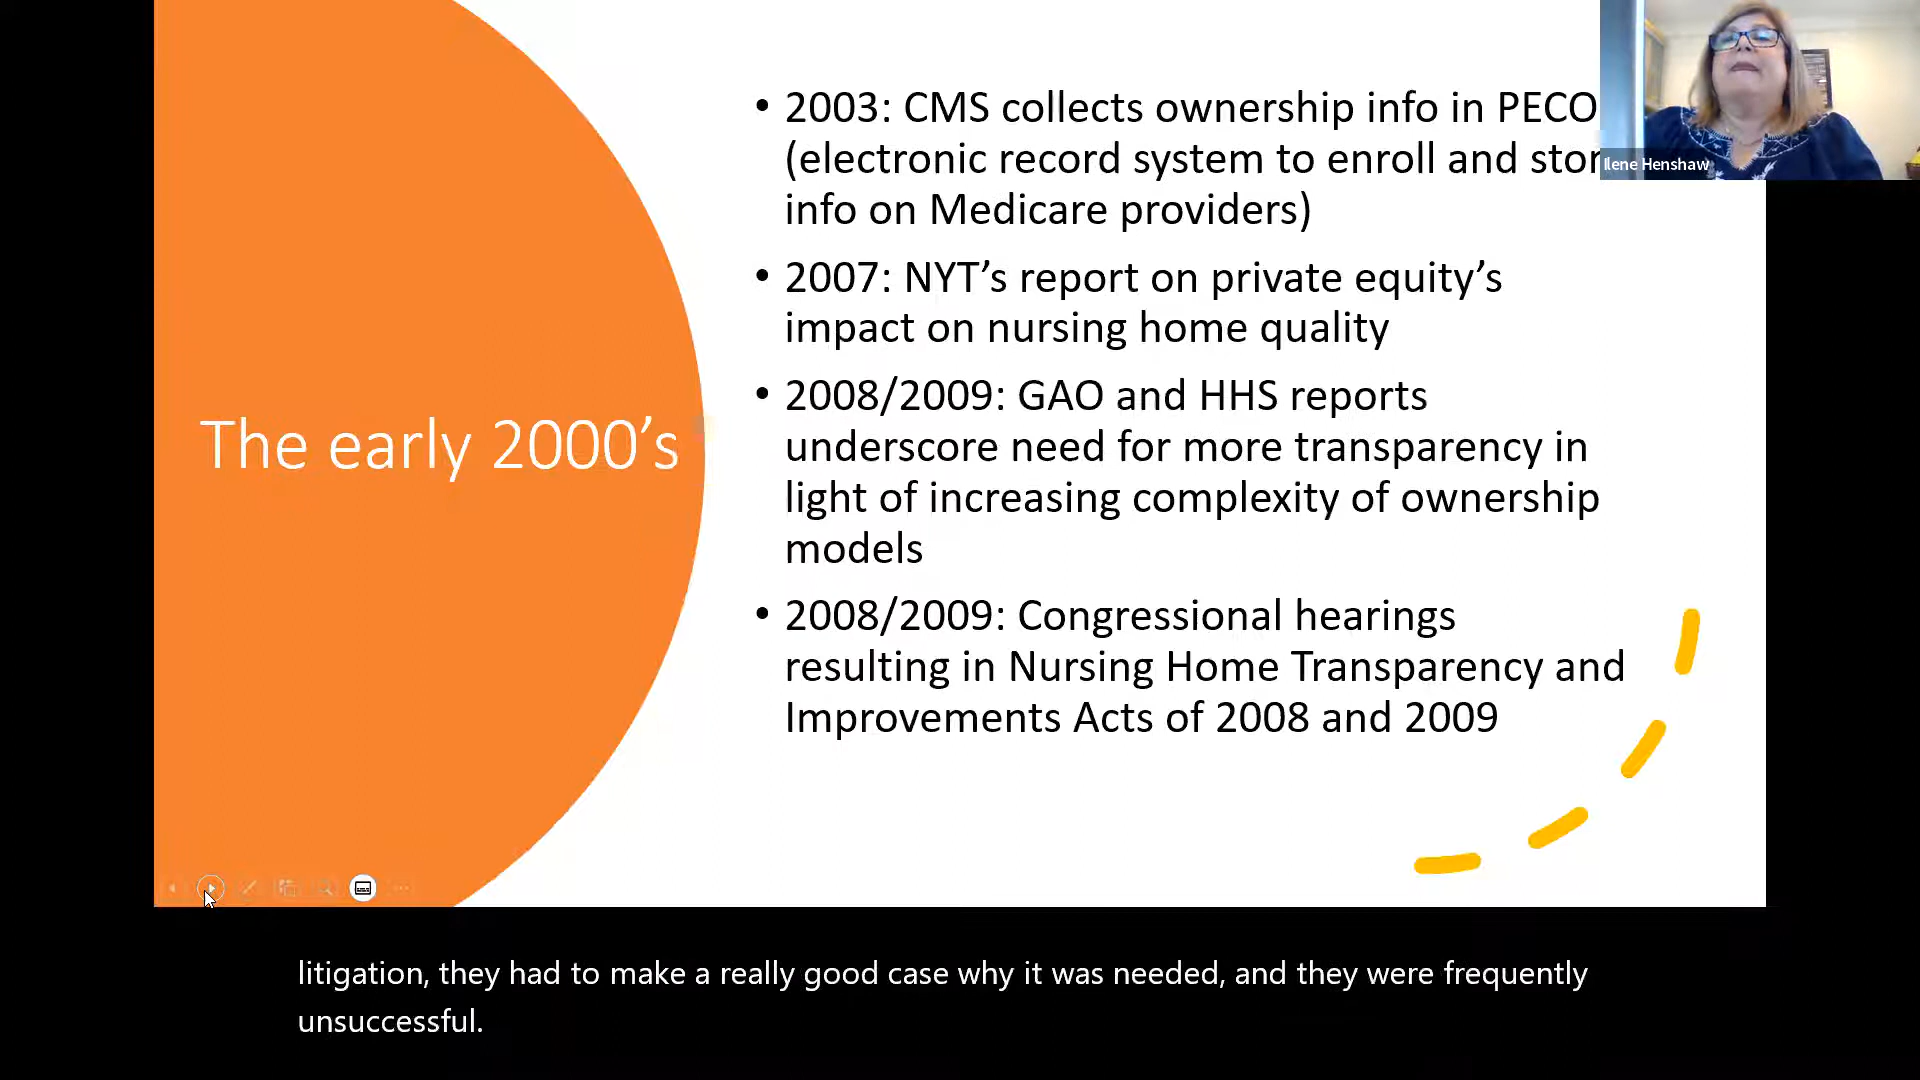 The early 2000’s
• 2003: CMS collects ownership info in PECO
(electronic record system to enroll and stor
info on Medicare providers)
• 2007: NYT’s report on private equity’s
impact on nursing home quality
• 2008/2009: GAO and HHS reports
underscore need for more transparency in
light of increasing complexity of ownership
models
• 2008/2009: Congressional hearings
resulting in Nursing Home Transparency and
Improvements Acts of 2008 and 2009
Ilene Henshaw
litigation, they had to make a really good case why it was needed, and they were frequently
unsuccessful.